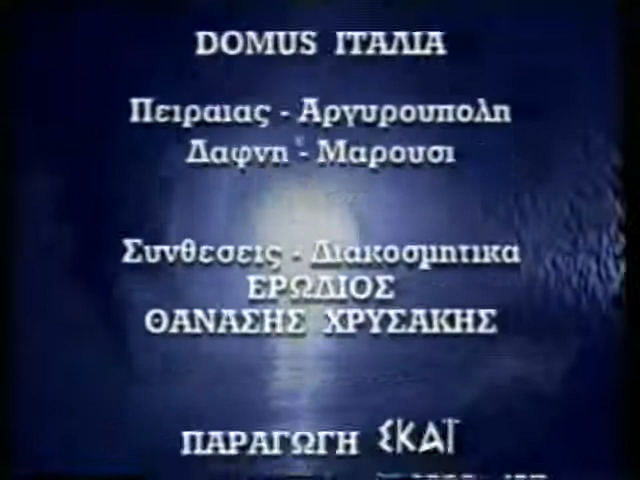 DOMUS ΙΤΑΛΙΑ
Πειραιας - Αργυρουπολη
Δαφνη - Μαρουσι
Συνθεσεις - Διακοσμητικα
ΕΡΩΔΙΟΣ
ΘΑΝΑΣΗΣ ΧΡΥΣΑΚΗΣ
ΠΑΡΑΓΩΓΗ ΣΚΑΪ